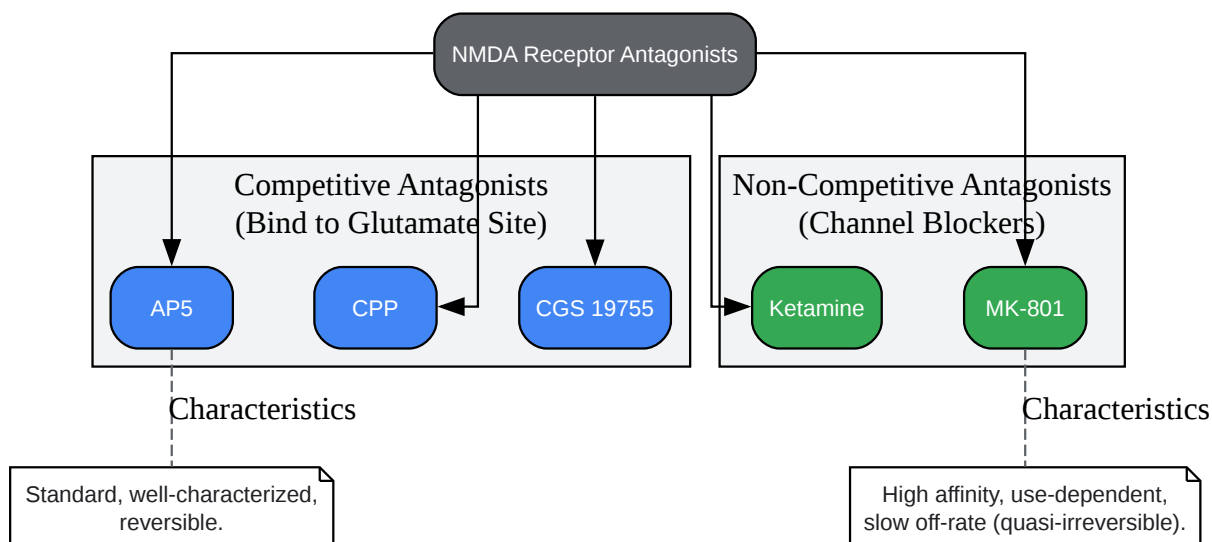 NMDA Receptor Antagonists
Competitive Antagonists
(Bind to Glutamate Site)
Non-Competitive Antagonists
(Channel Blockers)
AP5
CPP
CGS 19755
Ketamine
MK-801
Characteristics
Characteristics
Standard, well-characterized,
reversible.
High affinity, use-dependent,
slow off-rate (quasi-irreversible).